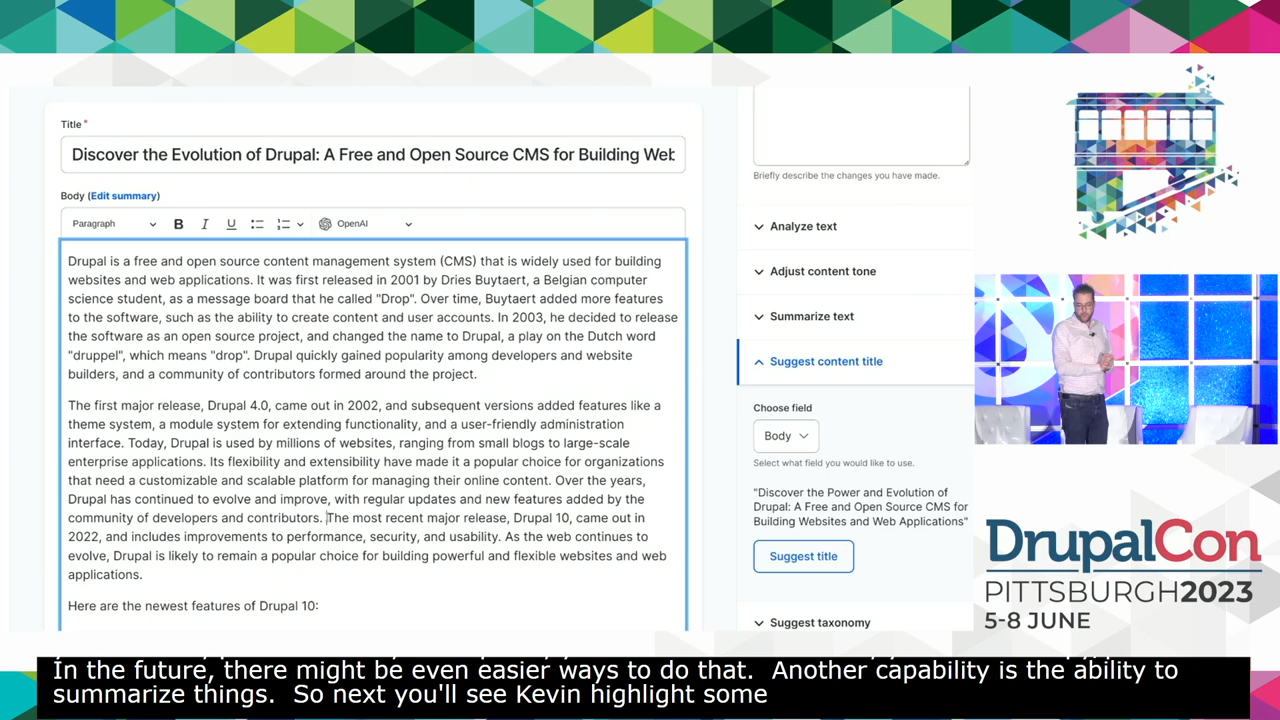 Title *
Discover the Evolution of Drupal: A Free and Open Source CMS for Building Web
Body (Edit summary)
Paragraph
B
I
U
OpenAI
Drupal is a free and open source content management system (CMS) that is widely used for building
websites and web applications. It was first released in 2001 by Dries Buytaert, a Belgian computer
science student, as a message board that he called "Drop". Over time, Buytaert added more features
to the software, such as the ability to create content and user accounts. In 2003, he decided to release
the software as an open source project, and changed the name to Drupal, a play on the Dutch word
"druppel", which means "drop". Drupal quickly gained popularity among developers and website
builders, and a community of contributors formed around the project.
The first major release, Drupal 4.0, came out in 2002, and subsequent versions added features like a
theme system, a module system for extending functionality, and a user-friendly administration
interface. Today, Drupal is used by millions of websites, ranging from small blogs to large-scale
enterprise applications. Its flexibility and extensibility have made it a popular choice for organizations
that need a customizable and scalable platform for managing their online content. Over the years,
Drupal has continued to evolve and improve, with regular updates and new features added by the
community of developers and contributors. The most recent major release, Drupal 10, came out in
2022, and includes improvements to performance, security, and usability. As the web continues to
evolve, Drupal is likely to remain a popular choice for building powerful and flexible websites and web
applications.
Here are the newest features of Drupal 10:
Briefly describe the changes you have made.
Analyze text
Adjust content tone
Summarize text
Suggest content title
Choose field
Body
Select what field you would like to use.
"Discover the Power and Evolution of
Drupal: A Free and Open Source CMS for
Building Websites and Web Applications"
Suggest title
Suggest taxonomy
DrupalCon
PITTSBURGH2023
5-8 JUNE
In the future, there might be even easier ways to do that.  Another capability is the ability to
summarize things.  So next you'll see Kevin highlight some